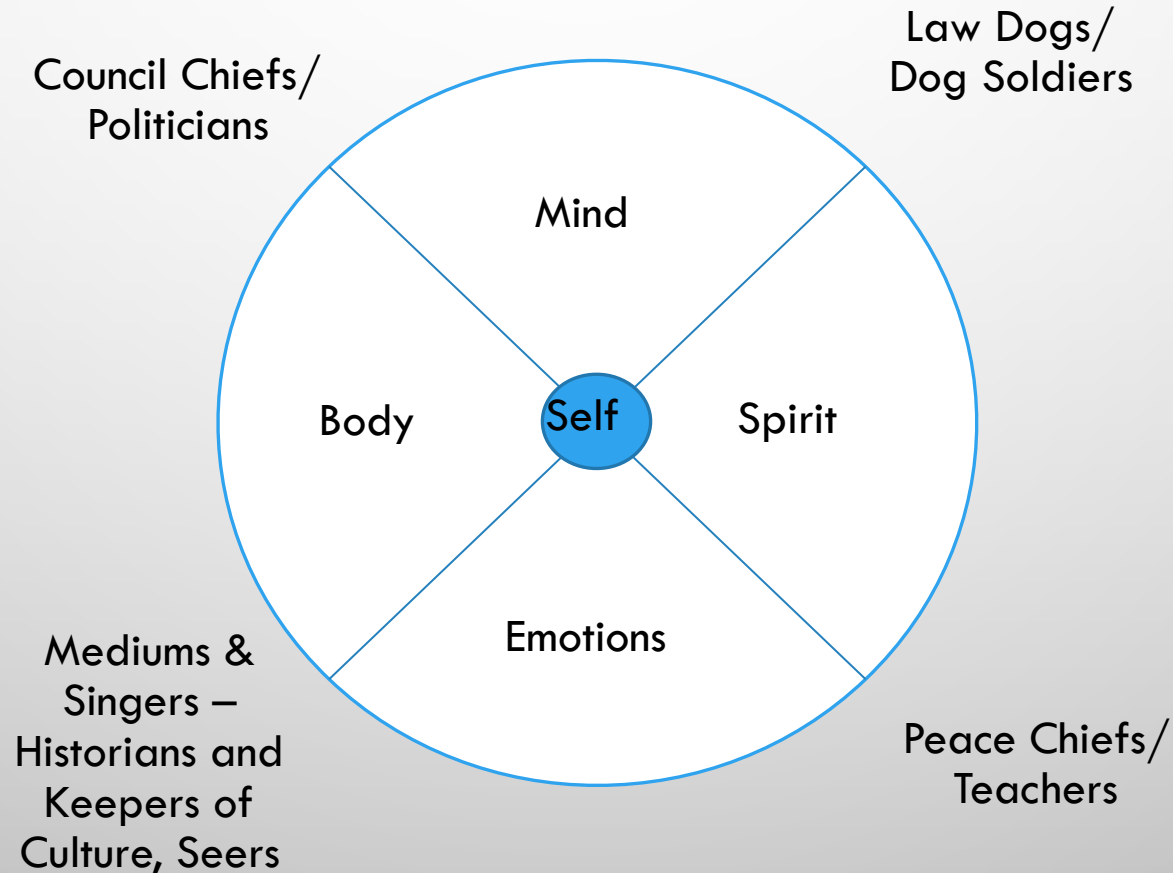 Council Chiefs/
Politicians
Law Dogs/
Dog Soldiers
Mind
Body
Self
Spirit
Emotions
Mediums &
Singers –
Historians and
Keepers of
Culture, Seers
Peace Chiefs/
Teachers